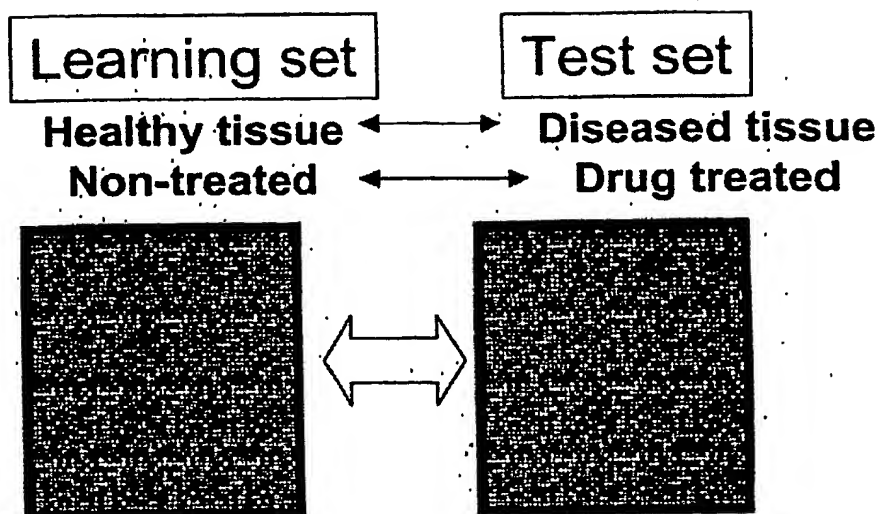 Learning set Test set
Healthy tissue Diseased tissue
Non-treated Drug treated